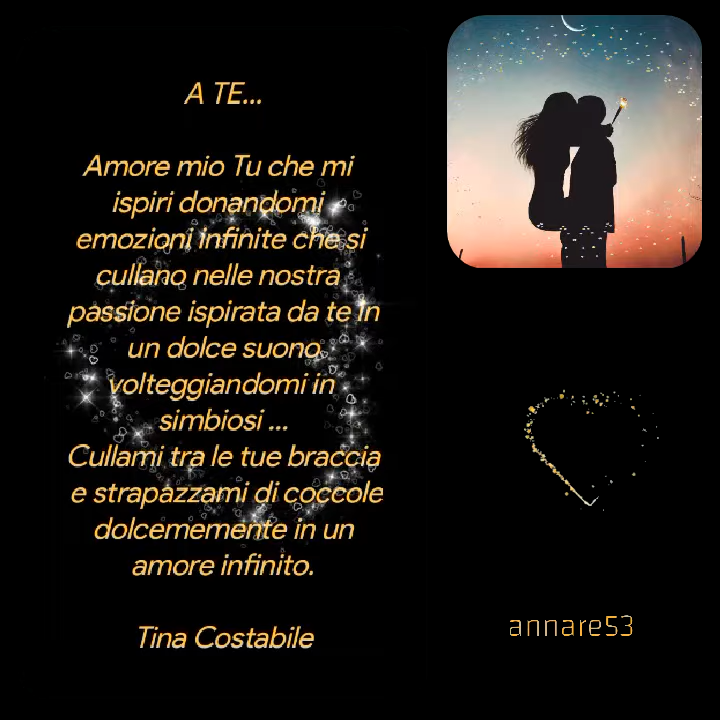 A TE...
Amore mio Tu che mi
ispiri donandomi
emozioni infinite che si
cullano nelle nostra
passione ispirata da te in
un dolce suono
volteggiandomi in
simbiosi ...
Cullami tra le tue braccia
e strapazzami di coccole
dolcememente in un
amore infinito.
Tina Costabile
annare53